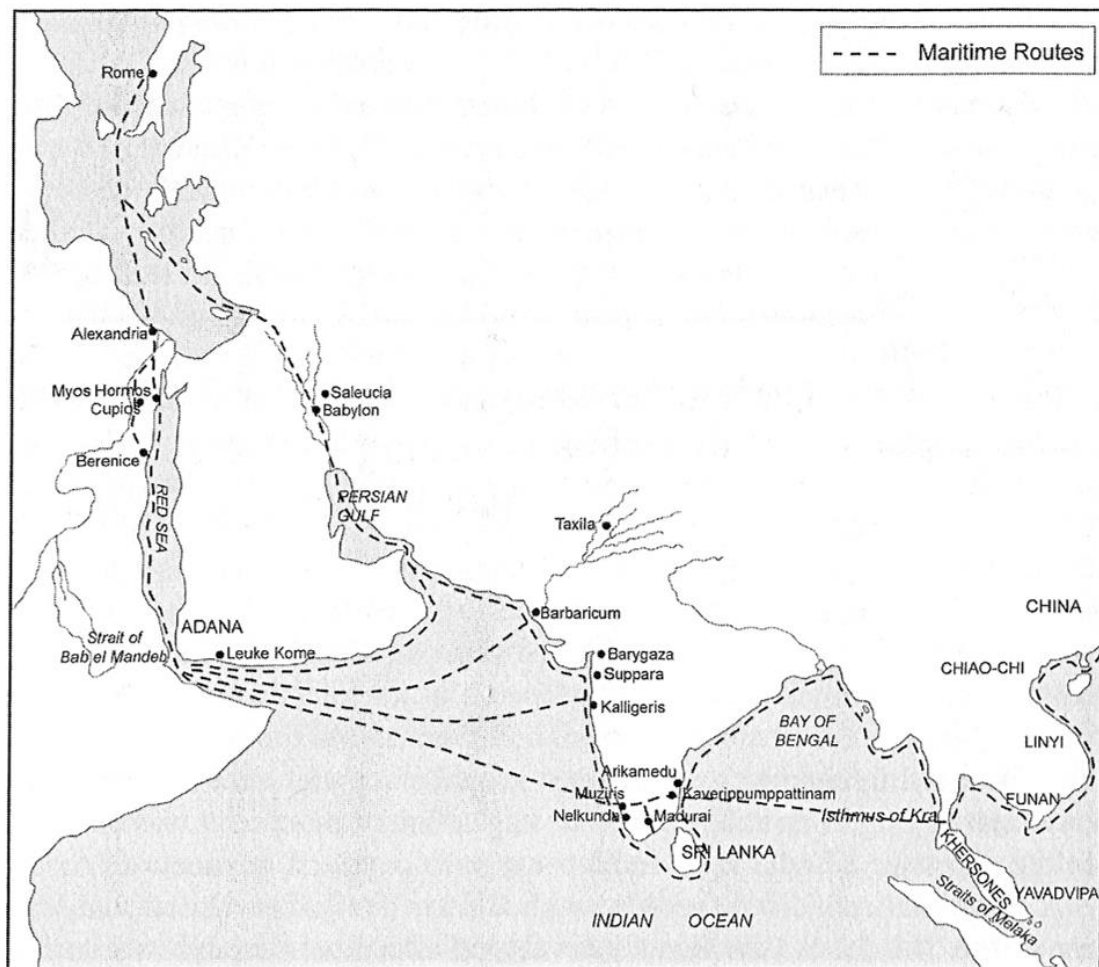 Maritime Routes
Rome
Alexandria
Myos Hormos
Cupios
Saleucia
Babylon
Berenice
RED SEA
PERSIAN
GULF
Taxila
Barbaricum
CHINA
ADANA
Strait of
Bab el Mandeb
Leuke Kome
Barygaza
Suppara
CHIAO-CHI
Kalligeris
BAY OF
BENGAL
LINYI
Arikamedu
Kaverippumppattinam
Muziris
FUNAN
Isthmus of Kra
Nelkunda
Madurai
SRI LANKA
KHERSONES
YAVADVIPA
Straits of Melaka
INDIAN OCEAN